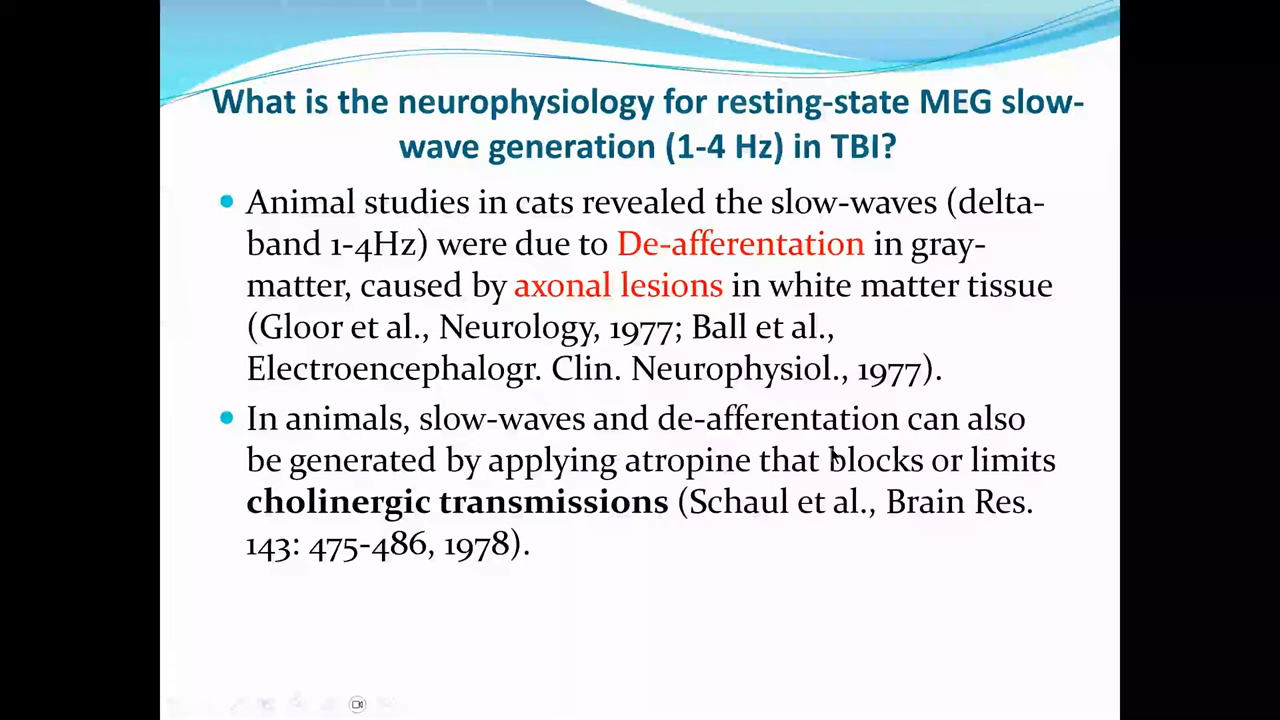 What is the neurophysiology for resting-state MEG slow-
wave generation (1-4 Hz) in TBI?
• Animal studies in cats revealed the slow-waves (delta-
band 1-4Hz) were due to De-afferentation in gray-
matter, caused by axonal lesions in white matter tissue
(Gloor et al., Neurology, 1977; Ball et al.,
Electroencephalogr. Clin. Neurophysiol., 1977).
• In animals, slow-waves and de-afferentation can also
be generated by applying atropine that blocks or limits
cholinergic transmissions (Schaul et al., Brain Res.
143: 475-486, 1978).